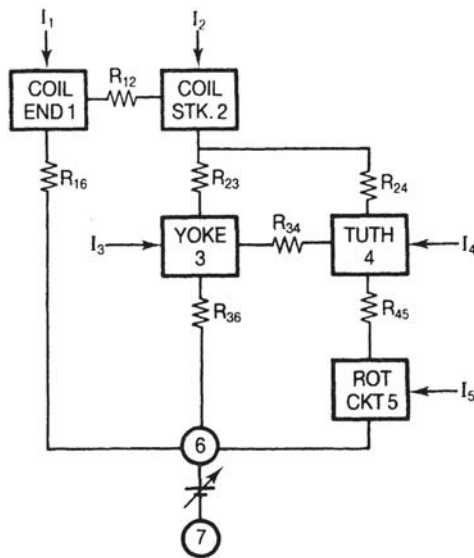 I₁
I₂
COIL
END 1
R₁₂
COIL
STK. 2
R₁₆
R₂₃
R₂₄
I₃
YOKE
3
R₃₄
TUTH
4
I₄
R₃₆
R₄₅
ROT
CKT 5
I₅
6
7